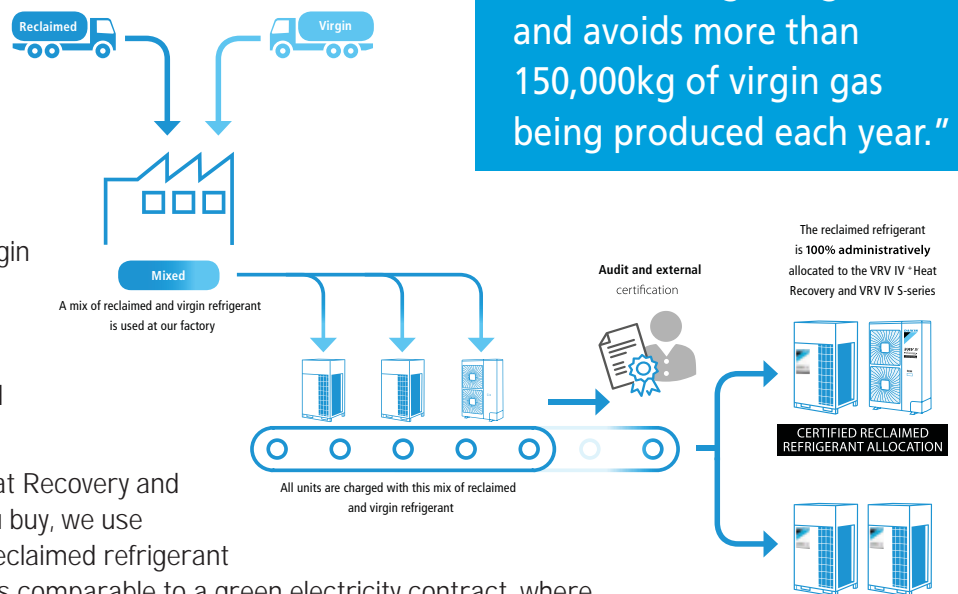 Reclaimed
Virgin
and avoids more than
150,000kg of virgin gas
being produced each year.”
Mixed
A mix of reclaimed and virgin refrigerant
is used at our factory
Audit and external
certification
The reclaimed refrigerant
is 100% administratively
allocated to the VRV IV +Heat
Recovery and VRV IV S-series
CERTIFIED RECLAIMED
REFRIGERANT ALLOCATION
All units are charged with this mix of reclaimed
and virgin refrigerant
gin
at Recovery and
u buy, we use
eclaimed refrigerant
s comparable to a green electricity contract, where